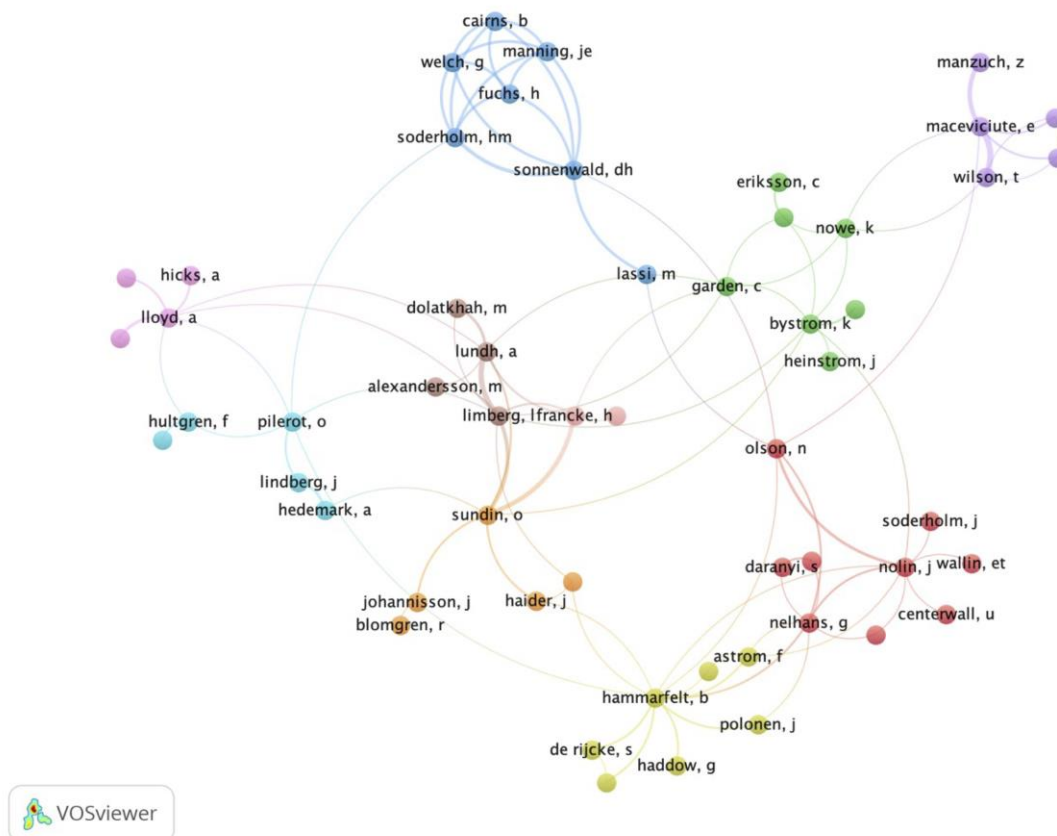 cairns, b
manning, je
welch, g
manzuch, z
fuchs, h
maceviciute, e
soderholm, hm
sonnenwald, dh
eriksson, c
wilson, t
nowe, k
hicks, a
lassi, m
garden, c
dolatkhah, m
lloyd, a
bystrom, k
lundh, a
heinstrom, j
alexandersson, m
limberg, l
francke, h
hultgren, f
pilerot, o
olson, n
lindberg, j
hedemark, a
sundin, o
soderholm, j
daranyi, s
nolin, j
wallin, et
johannisson, j
haider, j
centerwall, u
blomgren, r
nelhans, g
astrom, f
hammarfelt, b
polonen, j
de rijcke, s
haddow, g
VOSviewer